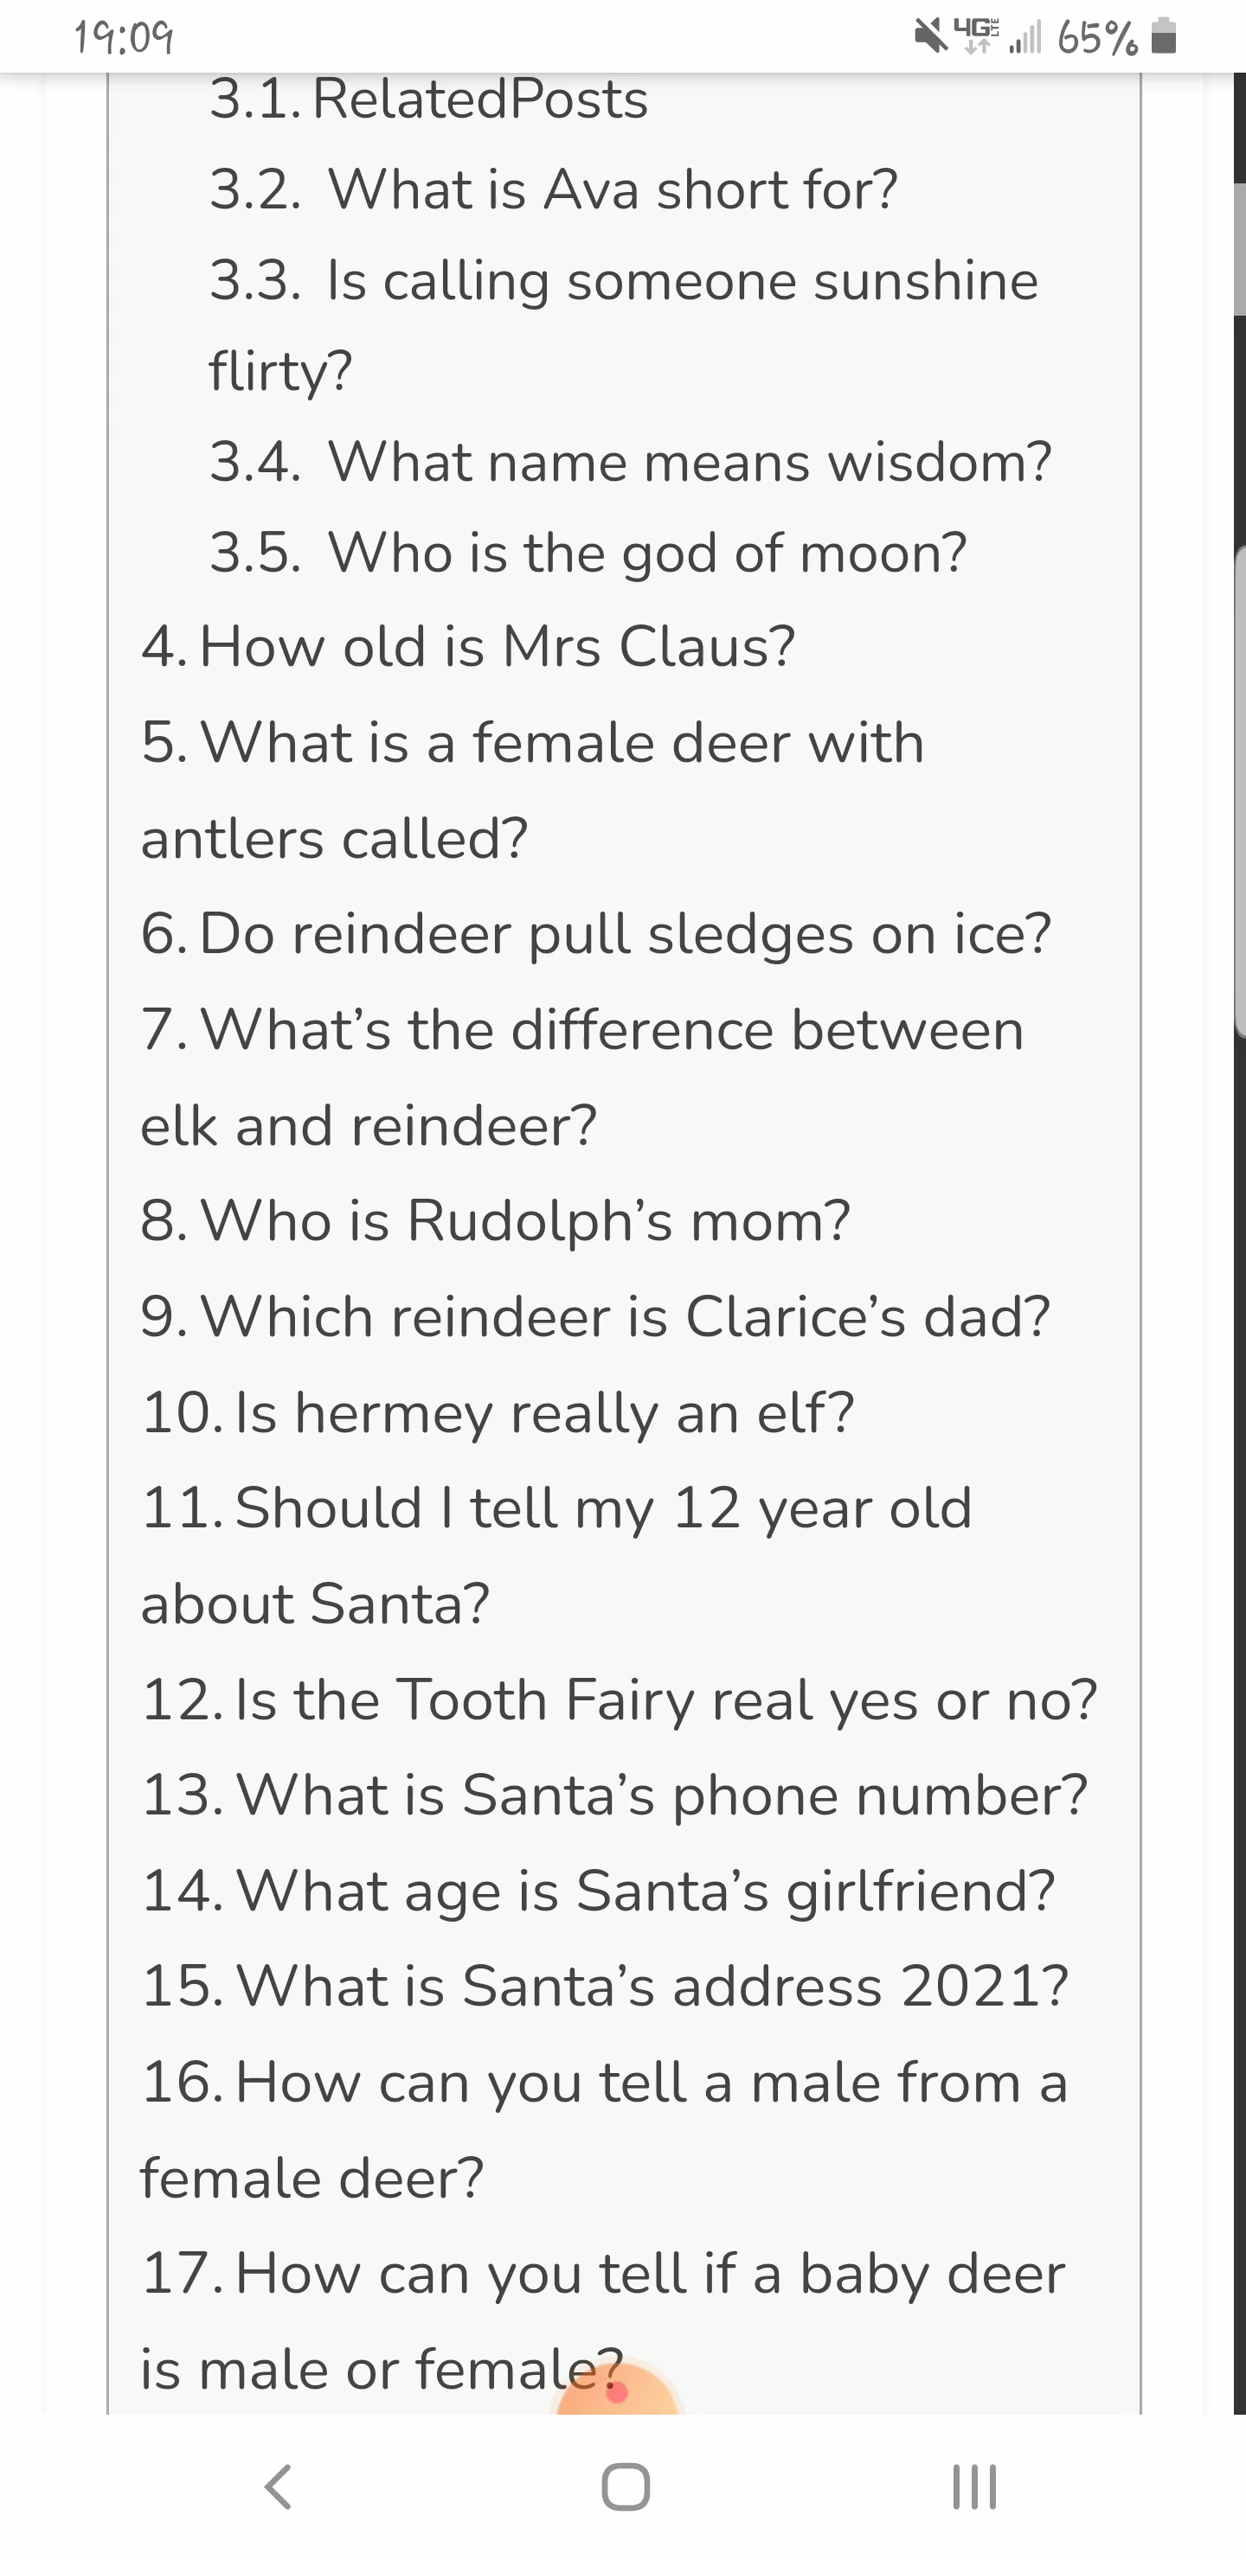 19:09
4G LTE 65%
3.1. RelatedPosts
3.2. What is Ava short for?
3.3. Is calling someone sunshine
flirty?
3.4. What name means wisdom?
3.5. Who is the god of moon?
4. How old is Mrs Claus?
5. What is a female deer with
antlers called?
6. Do reindeer pull sledges on ice?
7. What’s the difference between
elk and reindeer?
8. Who is Rudolph’s mom?
9. Which reindeer is Clarice’s dad?
10. Is hermey really an elf?
11. Should I tell my 12 year old
about Santa?
12. Is the Tooth Fairy real yes or no?
13. What is Santa’s phone number?
14. What age is Santa’s girlfriend?
15. What is Santa’s address 2021?
16. How can you tell a male from a
female deer?
17. How can you tell if a baby deer
is male or female?